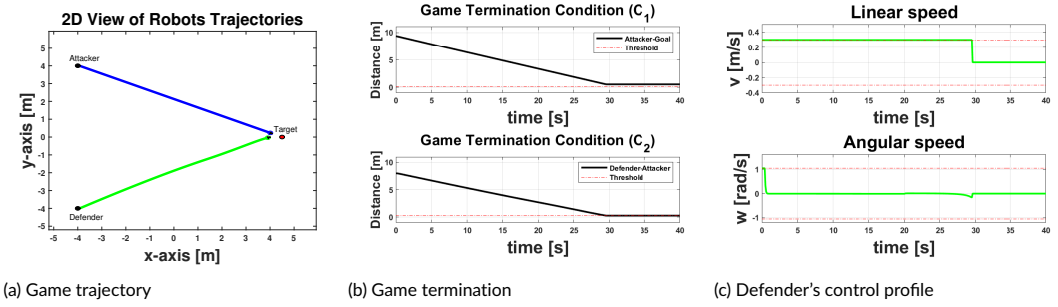 2D View of Robots Trajectories
5
4
3
2
1
0
-1
-2
-3
-4
-5
y-axis [m]
Attacker
Target
Defender
-5 -4 -3 -2 -1 0 1 2 3 4 5
x-axis [m]
(a) Game trajectory
Game Termination Condition (C1)
10
5
0
Distance [m]
Attacker-Goal
Threshold
0 5 10 15 20 25 30 35 40
time [s]
Game Termination Condition (C2)
10
5
0
Distance [m]
Defender-Attacker
Threshold
0 5 10 15 20 25 30 35 40
time [s]
(b) Game termination
Linear speed
0.4
0.2
0
-0.2
-0.4
v [m/s]
0 5 10 15 20 25 30 35 40
time [s]
Angular speed
1
0
-1
w [rad/s]
0 5 10 15 20 25 30 35 40
time [s]
(c) Defender's control profile